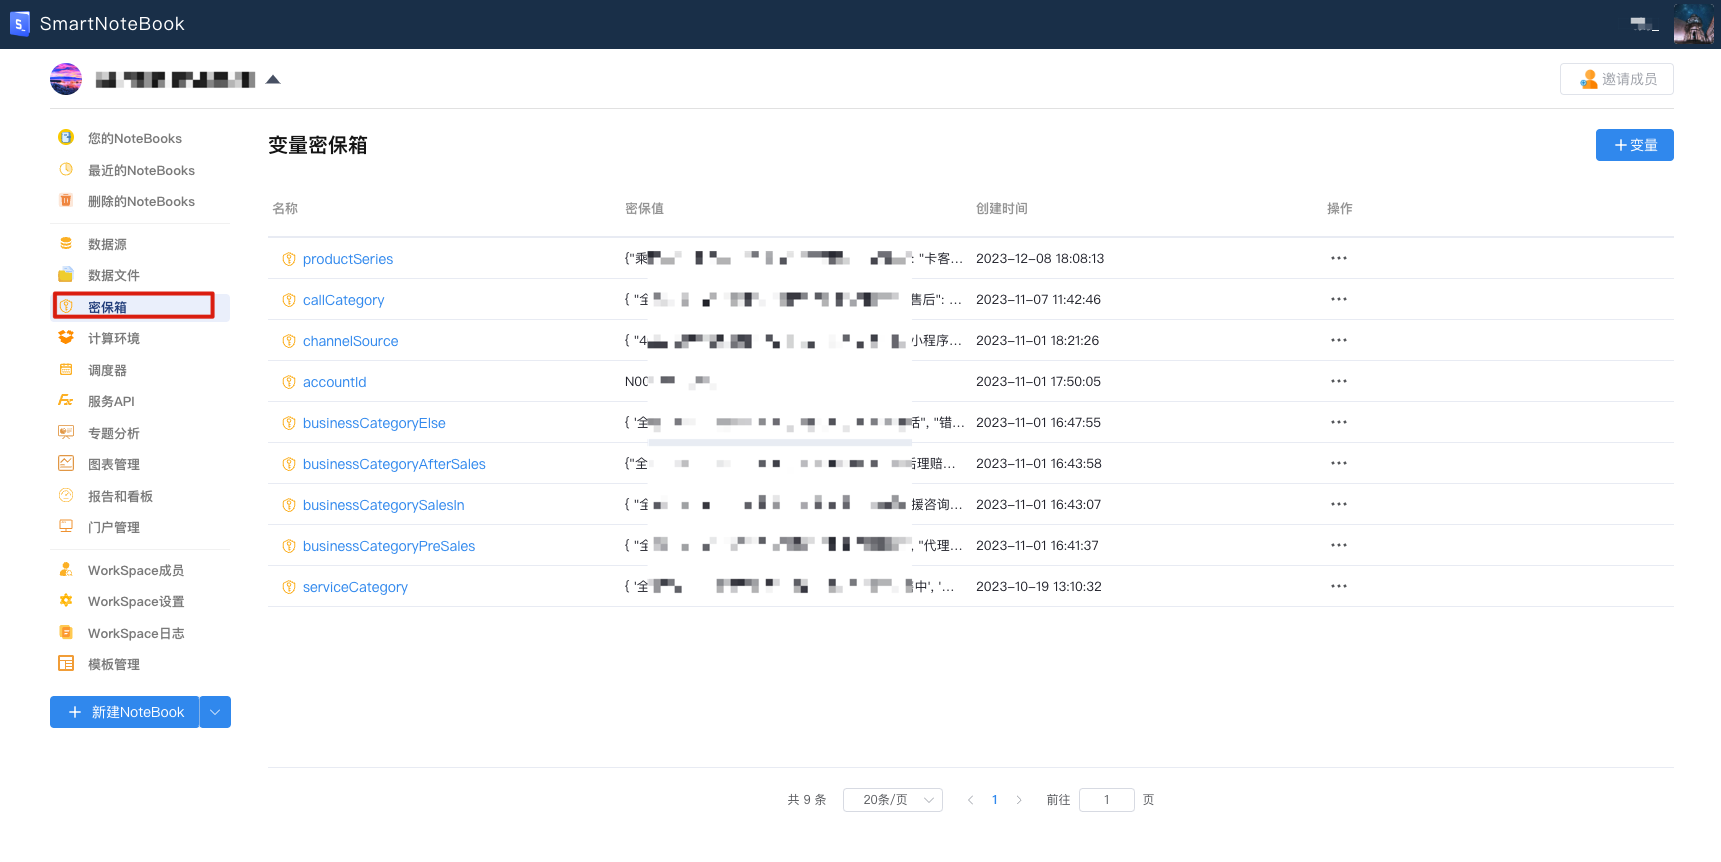 SmartNoteBook
邀请成员
您的NoteBooks
最近的NoteBooks
删除的NoteBooks
数据源
数据文件
密保箱
计算环境
调度器
服务API
专题分析
图表管理
报告和看板
门户管理
WorkSpace成员
WorkSpace设置
WorkSpace日志
模板管理
新建NoteBook
变量密保箱
变量
名称 密保值 创建时间 操作
productSeries {"乘 : "卡客... 2023-12-08 18:08:13
callCategory { "全 售后": ... 2023-11-07 11:42:46
channelSource { "4 小程序... 2023-11-01 18:21:26
accountId N00 2023-11-01 17:50:05
businessCategoryElse { '全 ", "错... 2023-11-01 16:47:55
businessCategoryAfterSales {"全 理赔... 2023-11-01 16:43:58
businessCategorySalesIn { "全 援咨询... 2023-11-01 16:43:07
businessCategoryPreSales { "全 , "代理... 2023-11-01 16:41:37
serviceCategory { '全 中', '... 2023-10-19 13:10:32
共 9 条 20条/页 1 前往 1 页